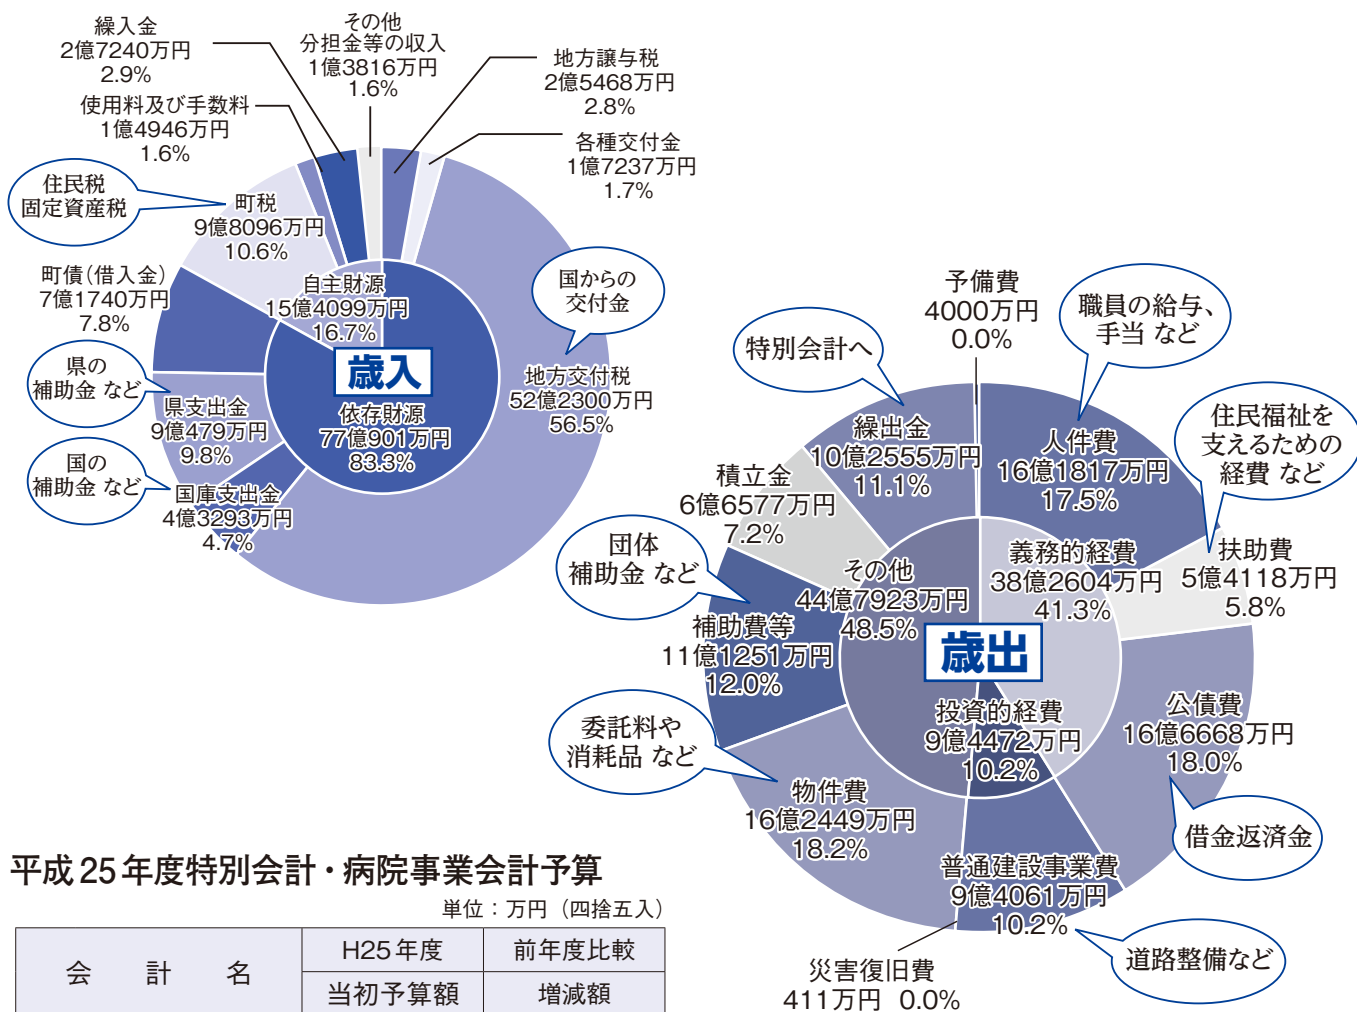 繰入金
2億7240万円
2.9%
その他
分担金等の収入
1億3816万円
1.6%
地方譲与税
2億5468万円
2.8%
使用料及び手数料
1億4946万円
1.6%
各種交付金
1億7237万円
1.7%
住民税
固定資産税
町税
9億8096万円
10.6%
町債(借入金)
7億1740万円
7.8%
自主財源
15億4099万円
16.7%
国からの
交付金
歳入
県の
補助金 など
県支出金
9億479万円
9.8%
依存財源
77億901万円
83.3%
地方交付税
52億2300万円
56.5%
国の
補助金 など
国庫支出金
4億3293万円
4.7%
予備費
4000万円
0.0%
職員の給与、
手当 など
特別会計へ
繰出金
10億2555万円
11.1%
人件費
16億1817万円
17.5%
住民福祉を
支えるための
経費 など
積立金
6億6577万円
7.2%
団体
補助金 など
その他
44億7923万円
48.5%
義務的経費
38億2604万円
41.3%
扶助費
5億4118万円
5.8%
補助費等
11億1251万円
12.0%
歳出
投資的経費
9億4472万円
10.2%
公債費
16億6668万円
18.0%
委託料や
消耗品 など
物件費
16億2449万円
18.2%
借金返済金
普通建設事業費
9億4061万円
10.2%
道路整備など
災害復旧費
411万円 0.0%
平成25年度特別会計・病院事業会計予算
単位:万円(四捨五入)
会計名
H25年度
前年度比較
当初予算額
増減額